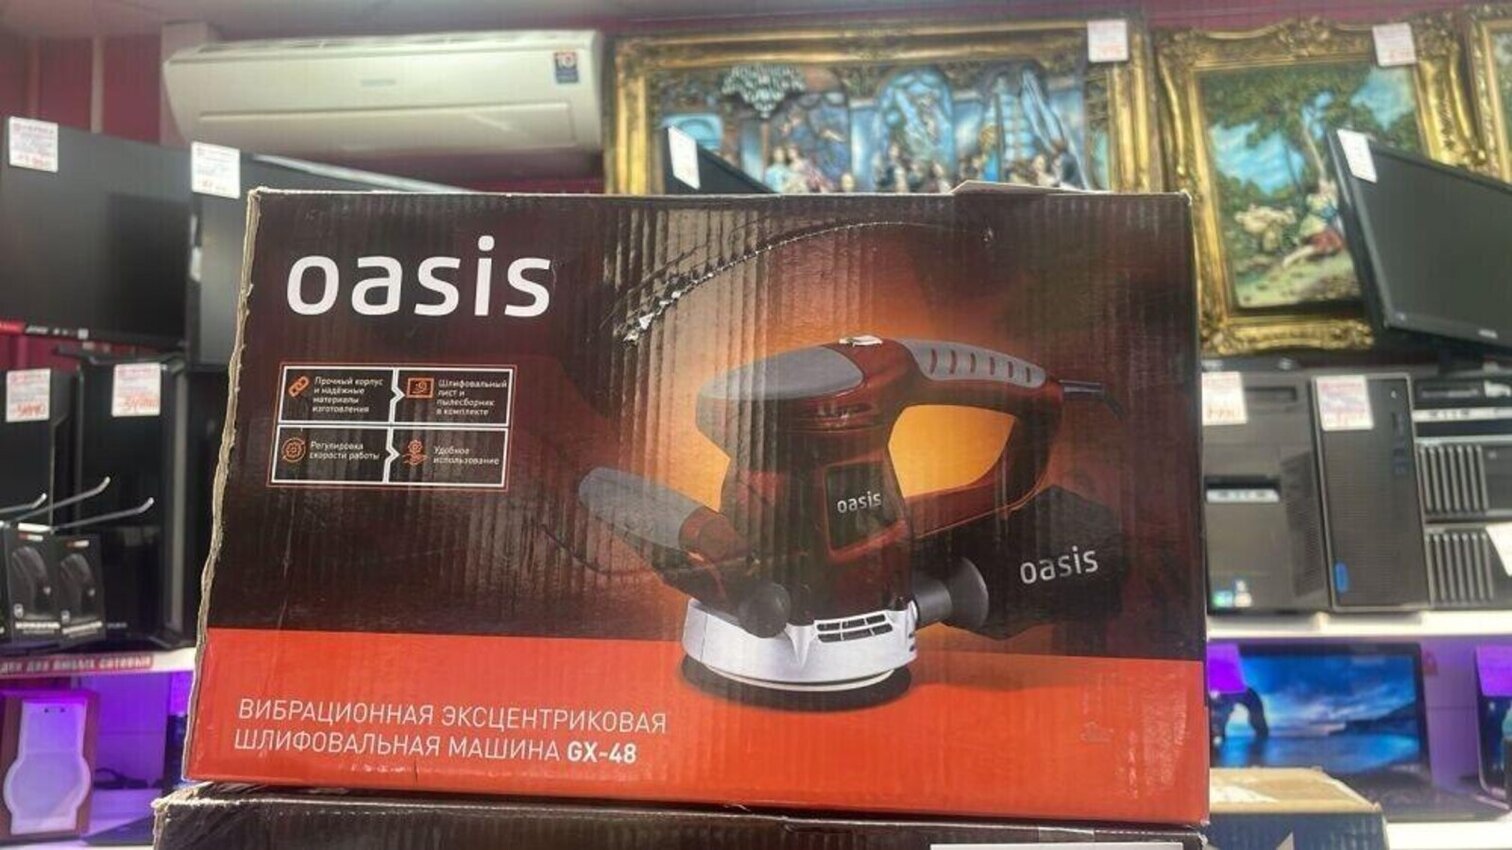 oasis
Прочный корпус
и надёжные
материалы
изготовления
Шлифовальный
лист и
пылесборник
в комплекте
Регулировка
скорости работы
Удобное
использование
oasis
oasis
ВИБРАЦИОННАЯ ЭКСЦЕНТРИКОВАЯ
ШЛИФОВАЛЬНАЯ МАШИНА GX-48
10